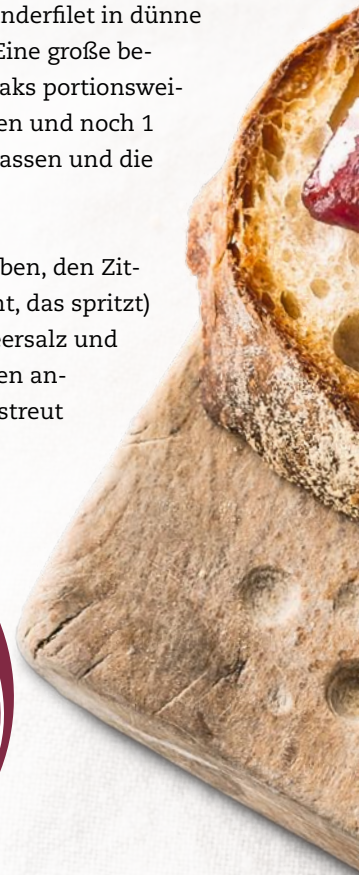 nderfilet in dünne
Eine große be-
aks portionswei-
en und noch 1
assen und die
ben, den Zit-
nt, das spritzt)
eersalz und
en an-
streut